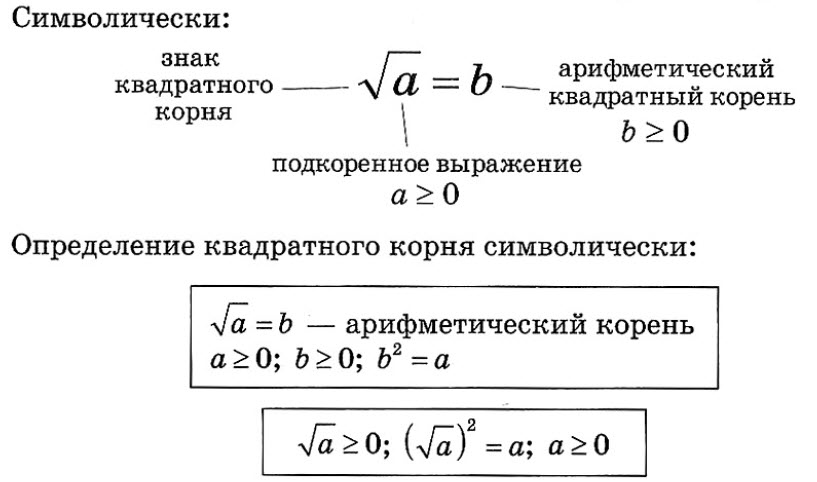 Символически:
знак
квадратного
корня
√a = b
арифметический
квадратный корень
b ≥ 0
подкоренное выражение
a ≥ 0
Определение квадратного корня символически:
√a = b — арифметический корень
a ≥ 0; b ≥ 0; b² = a
√a ≥ 0; (√a)² = a; a ≥ 0